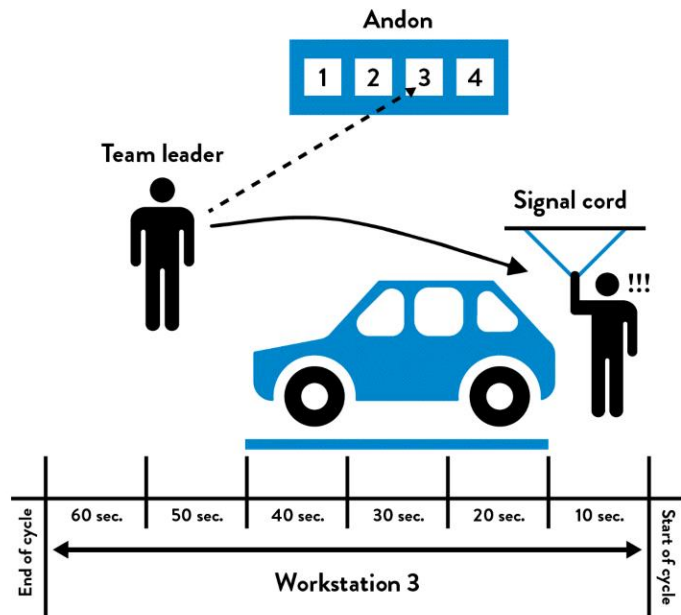 Andon
1 2 3 4
Team leader
Signal cord
!!!
End of cycle
60 sec. 50 sec. 40 sec. 30 sec. 20 sec. 10 sec.
Start of cycle
Workstation 3